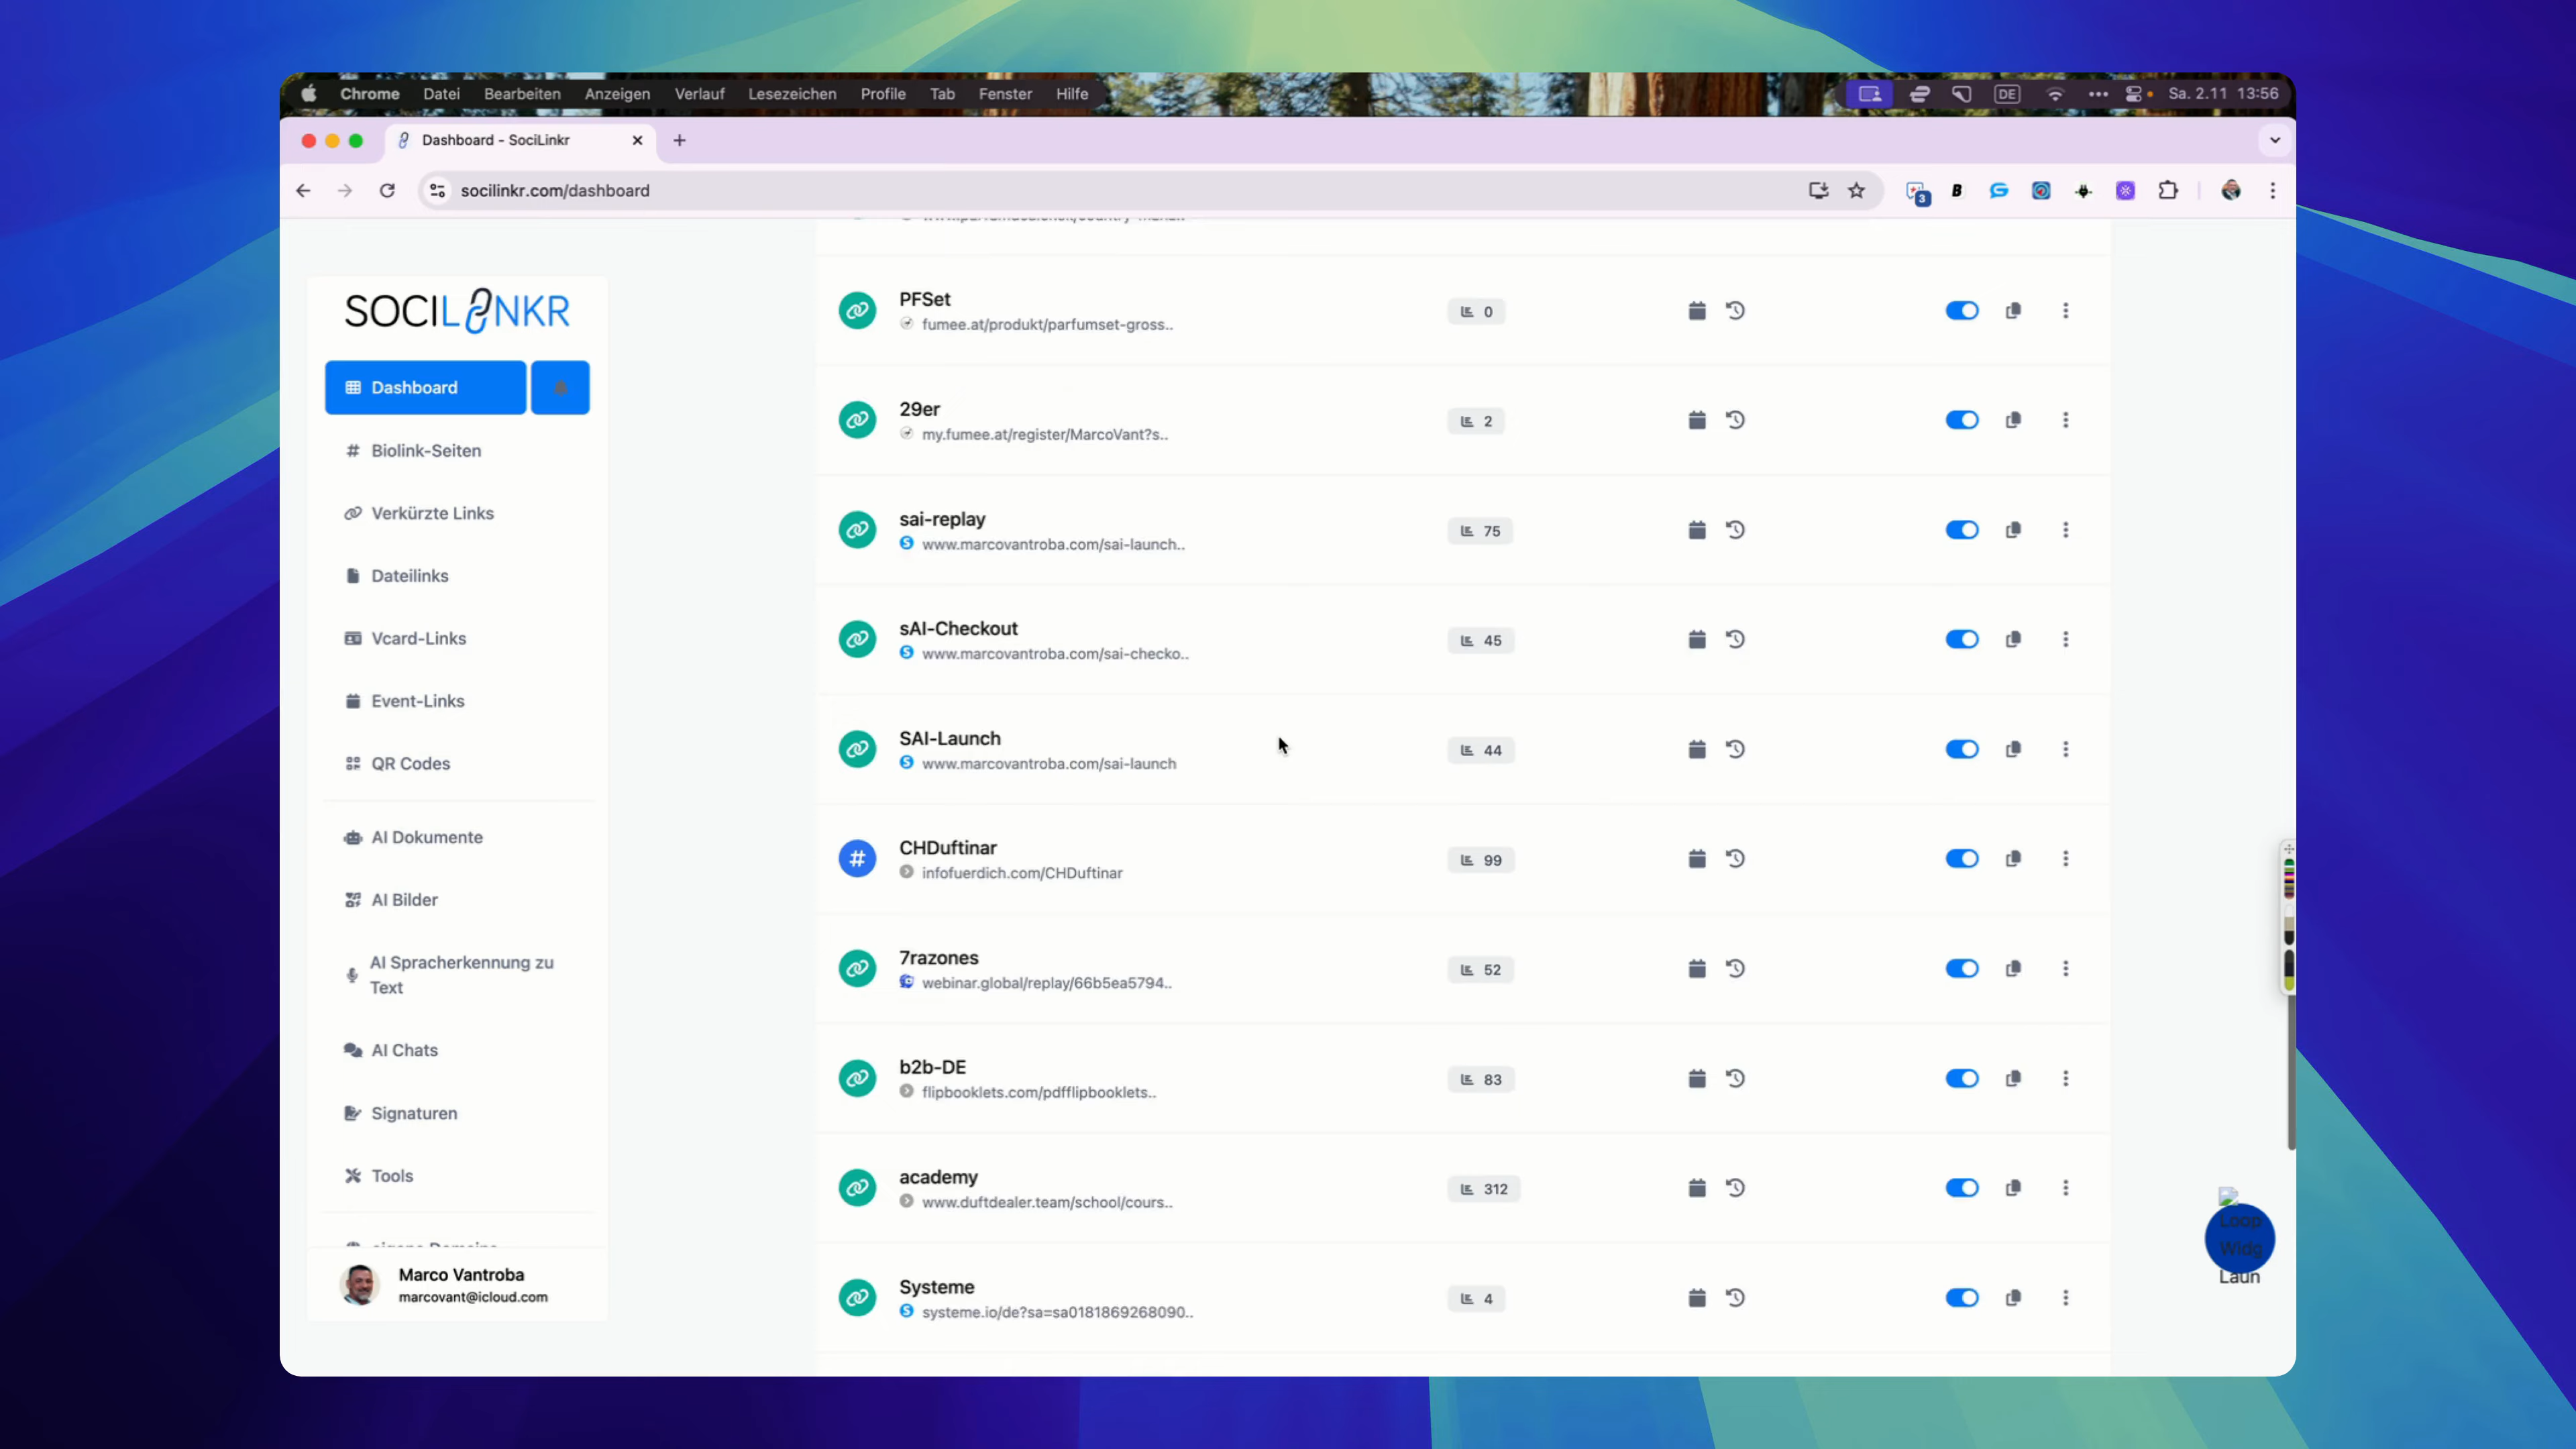 Chrome Datei Bearbeiten Anzeigen Verlauf Lesezeichen Profile Tab Fenster Hilfe
DE
Sa. 2.11 13:56
Dashboard - SociLinkr
socilinkr.com/dashboard
3
B
SOCILINKR
Dashboard
Biolink-Seiten
Verkürzte Links
Dateilinks
Vcard-Links
Event-Links
QR Codes
AI Dokumente
AI Bilder
AI Spracherkennung zu
Text
AI Chats
Signaturen
Tools
Marco Vantroba
marcovant@icloud.com
PFSet
fumee.at/produkt/parfumset-gross..
0
29er
my.fumee.at/register/MarcoVant?s..
2
sai-replay
www.marcovantroba.com/sai-launch..
75
sAI-Checkout
www.marcovantroba.com/sai-checko..
45
SAI-Launch
www.marcovantroba.com/sai-launch
44
CHDuftinar
infofuerdich.com/CHDuftinar
99
7razones
webinar.global/replay/66b5ea5794..
52
b2b-DE
flipbooklets.com/pdfflipbooklets..
83
academy
www.duftdealer.team/school/cours..
312
Systeme
systeme.io/de?sa=sa0181869268090..
4
Loop
Widg
Laun